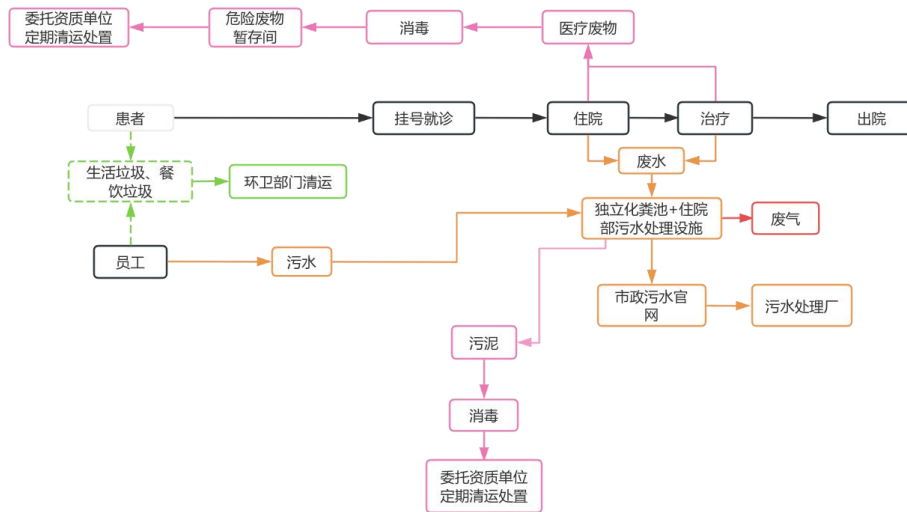 委托资质单位
定期清运处置
危险废物
暂存间
消毒
医疗废物
患者
挂号就诊
住院
治疗
出院
生活垃圾、餐
饮垃圾
环卫部门清运
废水
独立化粪池+住院
部污水处理设施
废气
员工
污水
市政污水官
网
污水处理厂
污泥
消毒
委托资质单位
定期清运处置